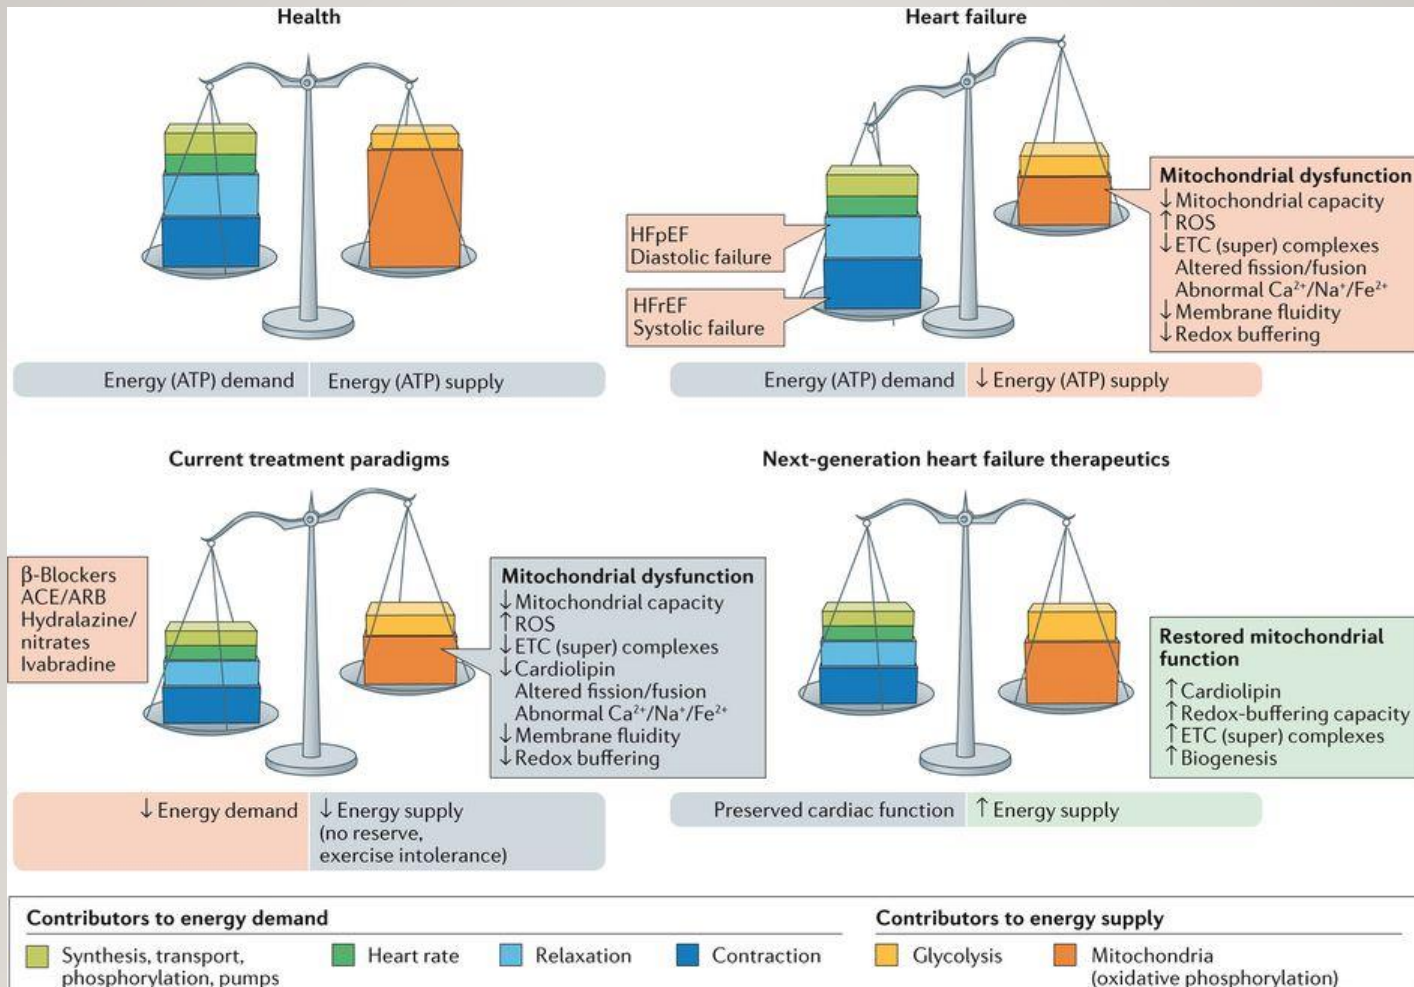 Health
Energy (ATP) demand
Energy (ATP) supply
Heart failure
HFpEF
Diastolic failure
HFrEF
Systolic failure
Mitochondrial dysfunction
↓ Mitochondrial capacity
↑ ROS
↓ ETC (super) complexes
Altered fission/fusion
Abnormal Ca²⁺/Na⁺/Fe²⁺
↓ Membrane fluidity
↓ Redox buffering
Energy (ATP) demand
↓ Energy (ATP) supply
Current treatment paradigms
β-Blockers
ACE/ARB
Hydralazine/
nitrates
Ivabradine
Mitochondrial dysfunction
↓ Mitochondrial capacity
↑ ROS
↓ ETC (super) complexes
↓ Cardiolipin
Altered fission/fusion
Abnormal Ca²⁺/Na⁺/Fe²⁺
↓ Membrane fluidity
↓ Redox buffering
↓ Energy demand
↓ Energy supply
(no reserve,
exercise intolerance)
Next-generation heart failure therapeutics
Restored mitochondrial
function
↑ Cardiolipin
↑ Redox-buffering capacity
↑ ETC (super) complexes
↑ Biogenesis
Preserved cardiac function
↑ Energy supply
Contributors to energy demand
Synthesis, transport,
phosphorylation, pumps
Heart rate
Relaxation
Contraction
Contributors to energy supply
Glycolysis
Mitochondria
(oxidative phosphorylation)